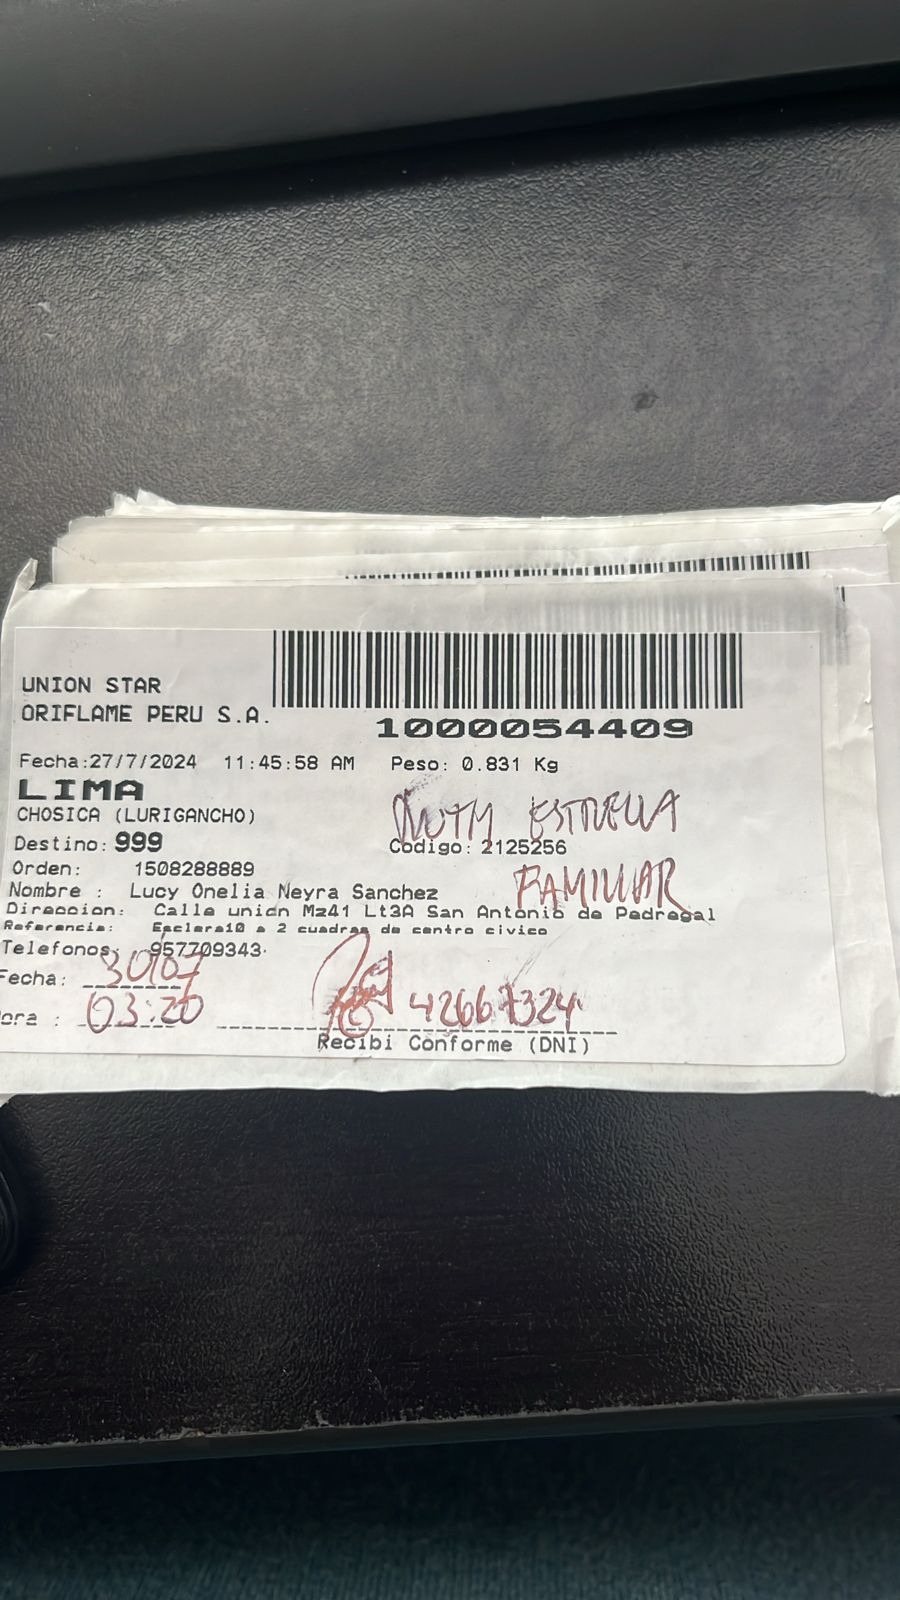 UNION STAR
ORIFLAME PERU S.A.
1000054409
Fecha:27/7/2024 11:45:58 AM Peso: 0.831 Kg
LIMA
CHOSICA (LURIGANCHO)
ESTRELLA
Destino: 999 Codigo: 2125256
Orden: 1508288889
FAMILIAR
Nombre : Lucy Onelia Neyra Sanchez
Direccion: Calle union Mz41 Lt3A San Antonio de Pedregal
Referencia: Esclera10 a 2 cuadras de centro civico
Telefonos: 957709343
Fecha: 30/07
ora : 03:20 42667324
Recibi Conforme (DNI)